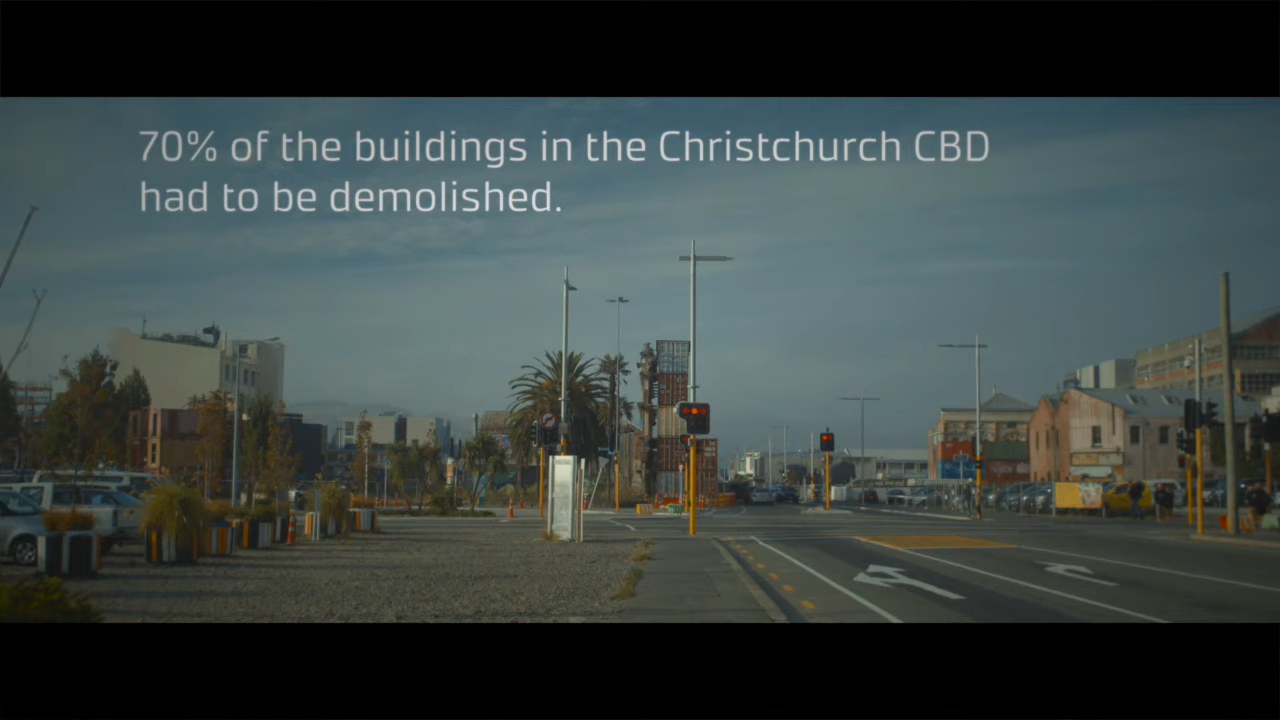 70% of the buildings in the Christchurch CBD
had to be demolished.